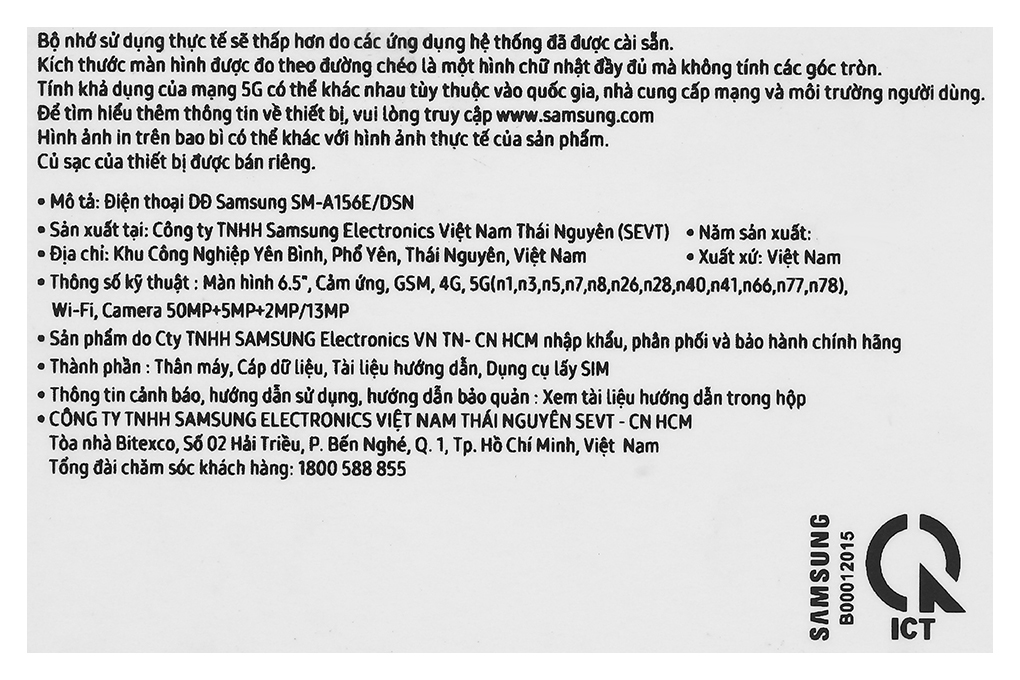 Bộ nhớ sử dụng thực tế sẽ thấp hơn do các ứng dụng hệ thống đã được cài sẵn.
Kích thước màn hình được đo theo đường chéo là một hình chữ nhật đầy đủ mà không tính các góc tròn.
Tính khả dụng của mạng 5G có thể khác nhau tùy thuộc vào quốc gia, nhà cung cấp mạng và môi trường người dùng.
Để tìm hiểu thêm thông tin về thiết bị, vui lòng truy cập www.samsung.com
Hình ảnh in trên bao bì có thể khác với hình ảnh thực tế của sản phẩm.
Củ sạc của thiết bị được bán riêng.
• Mô tả: Điện thoại DĐ Samsung SM-A156E/DSN
• Sản xuất tại: Công ty TNHH Samsung Electronics Việt Nam Thái Nguyên (SEVT) • Năm sản xuất:
• Địa chỉ: Khu Công Nghiệp Yên Bình, Phổ Yên, Thái Nguyên, Việt Nam • Xuất xứ: Việt Nam
• Thông số kỹ thuật : Màn hình 6.5", Cảm ứng, GSM, 4G, 5G(n1,n3,n5,n7,n8,n26,n28,n40,n41,n66,n77,n78),
Wi-Fi, Camera 50MP+5MP+2MP/13MP
• Sản phẩm do Cty TNHH SAMSUNG Electronics VN TN- CN HCM nhập khẩu, phân phối và bảo hành chính hãng
• Thành phần : Thân máy, Cáp dữ liệu, Tài liệu hướng dẫn, Dụng cụ lấy SIM
• Thông tin cảnh báo, hướng dẫn sử dụng, hướng dẫn bảo quản : Xem tài liệu hướng dẫn trong hộp
• CÔNG TY TNHH SAMSUNG ELECTRONICS VIỆT NAM THÁI NGUYÊN SEVT - CN HCM
Tòa nhà Bitexco, Số 02 Hải Triều, P. Bến Nghé, Q. 1, Tp. Hồ Chí Minh, Việt Nam
Tổng đài chăm sóc khách hàng: 1800 588 855
SAMSUNG
B00012015
ICT